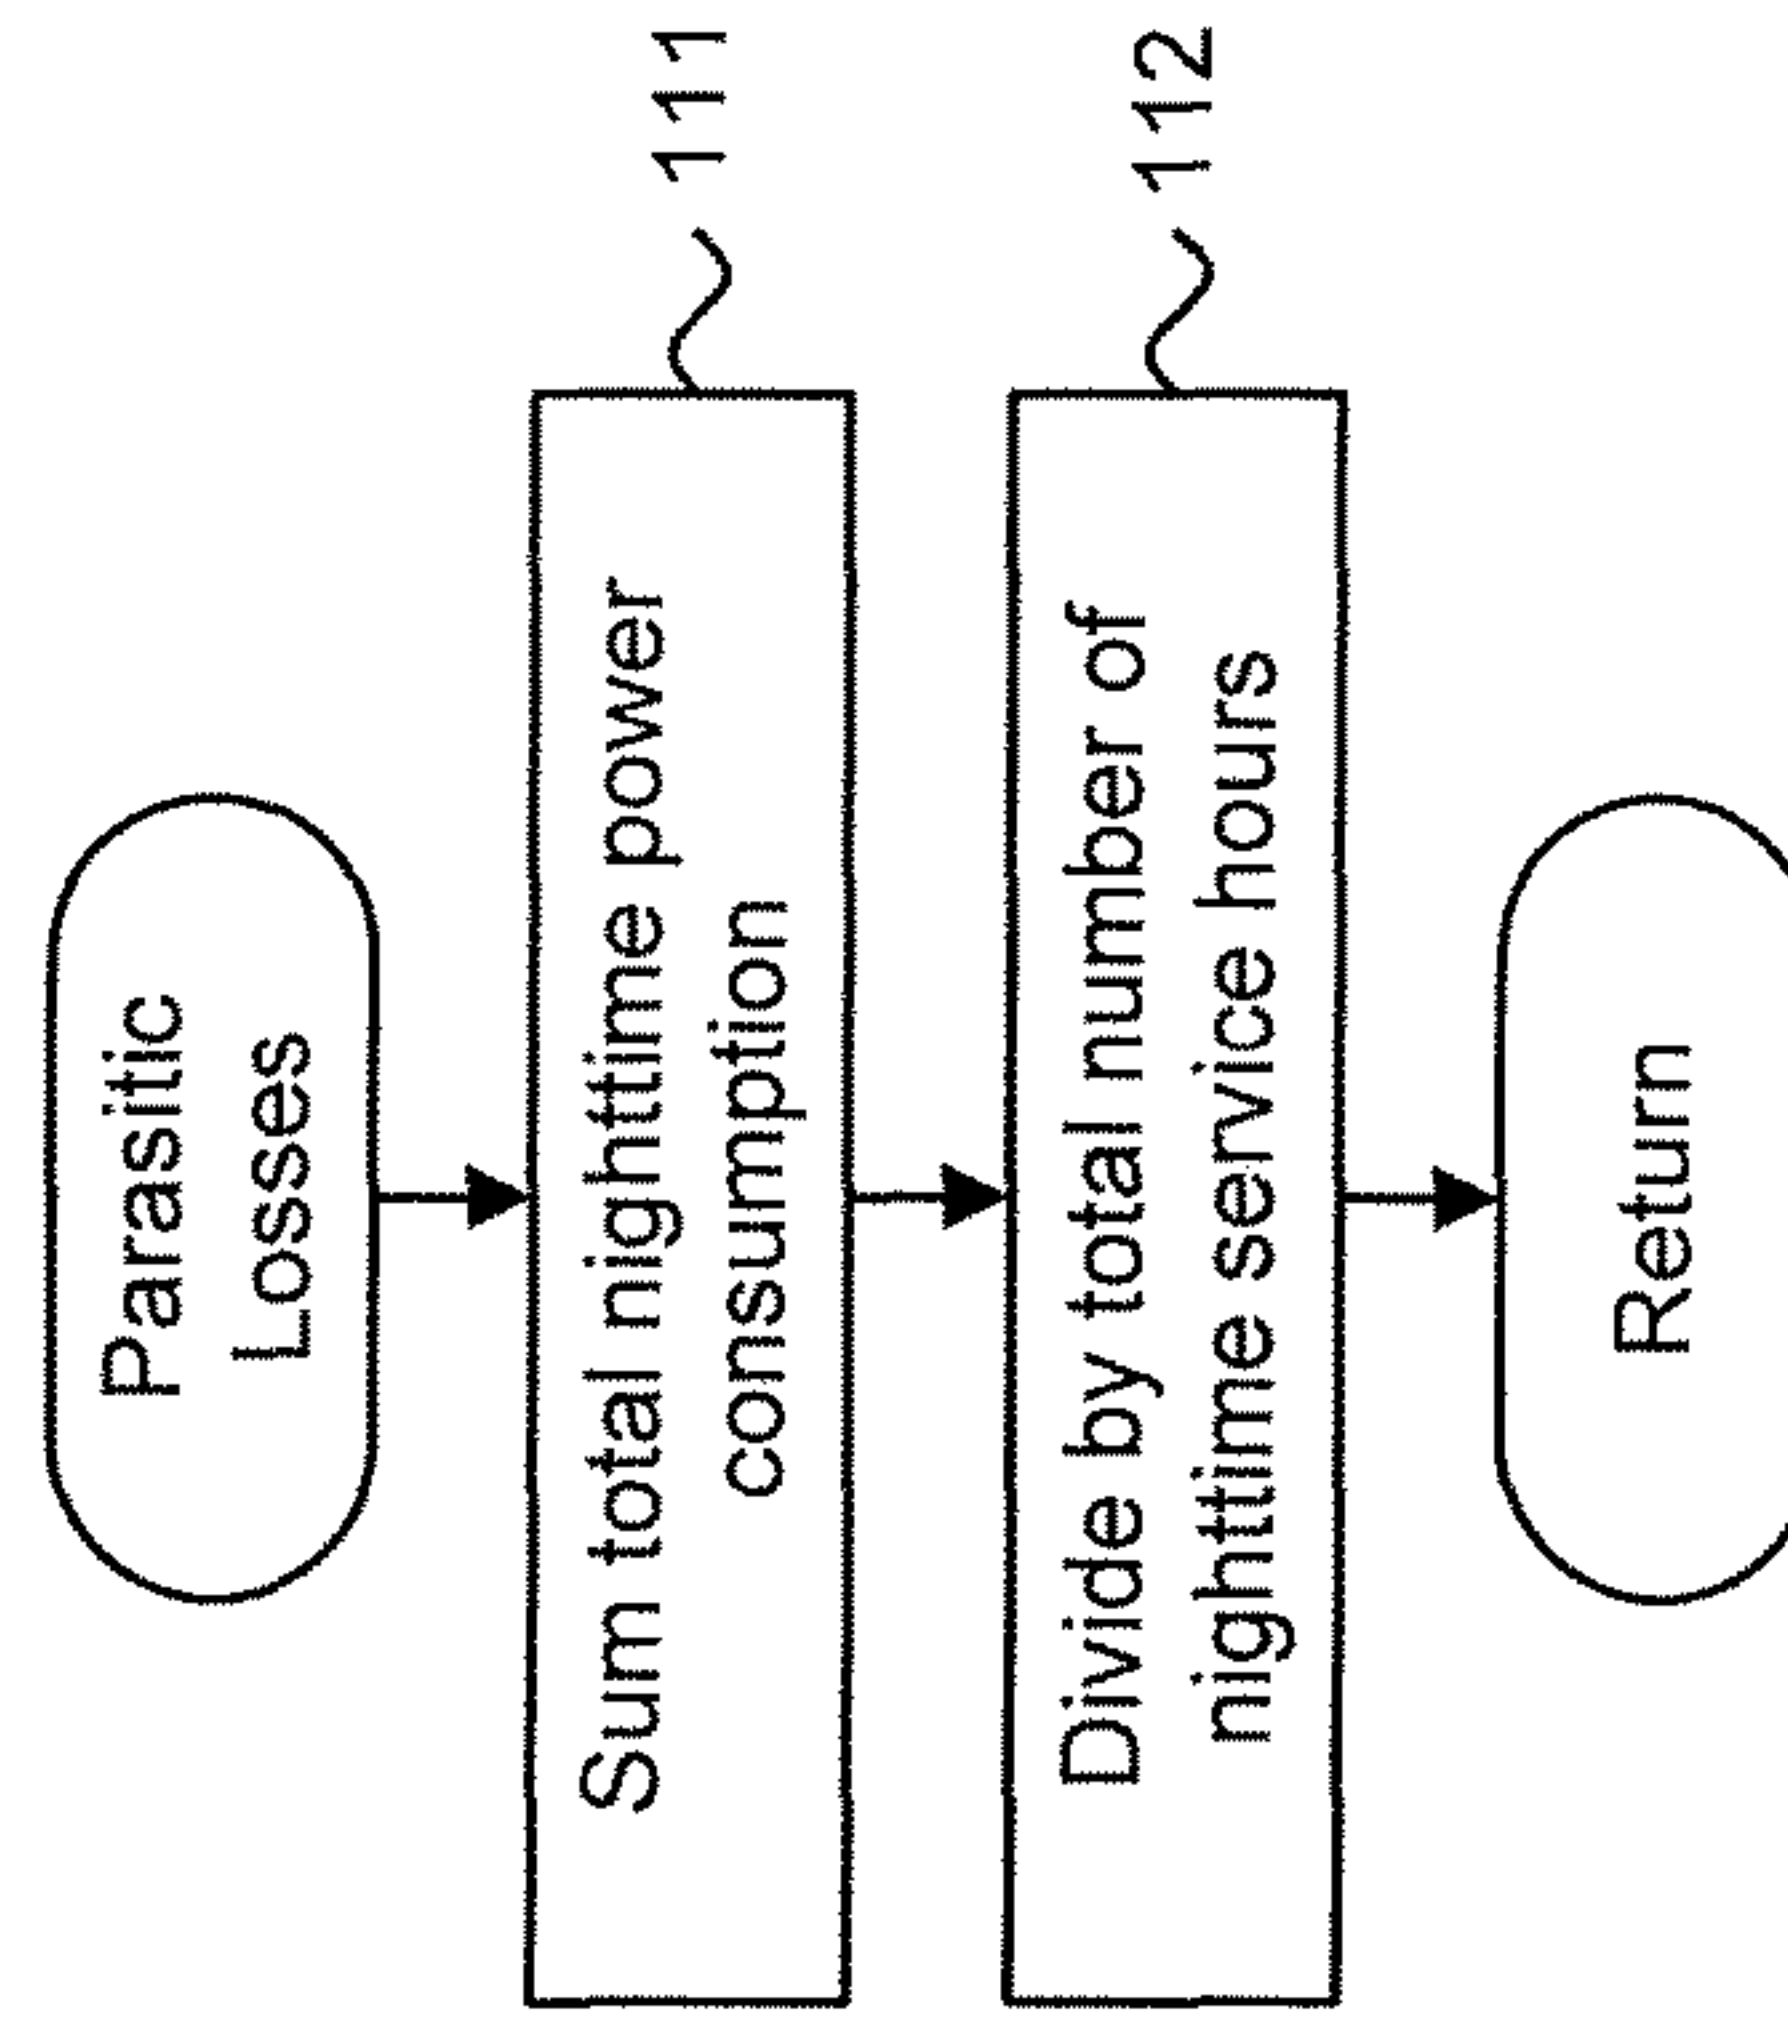 Parasitic
Losses
Sum total nighttime power
consumption
111
Divide by total number of
nighttime service hours
112
Return